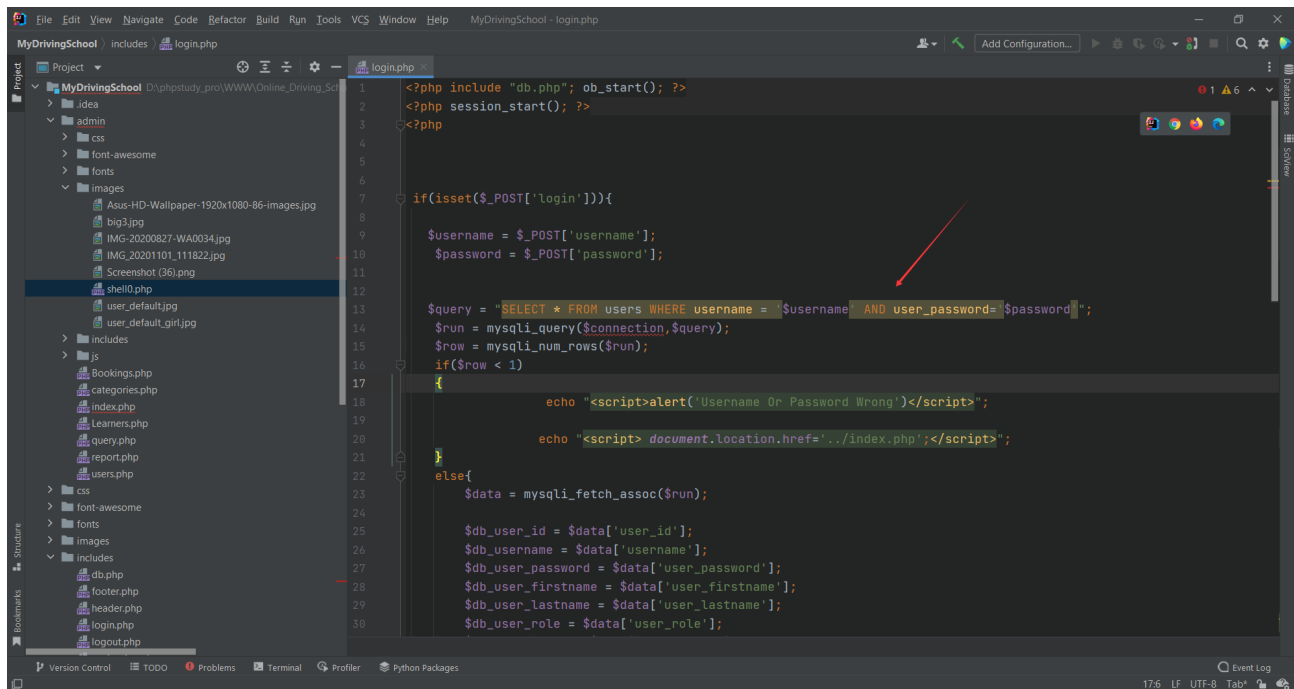 File Edit View Navigate Code Refactor Build Run Tools VCS Window Help MyDrivingSchool - login.php
MyDrivingSchool includes login.php Add Configuration...
Project
Project
login.php
MyDrivingSchool D:\phpstudy_pro\WWW\Online_Driving_Sch
.idea
admin
css
font-awesome
fonts
images
Asus-HD-Wallpaper-1920x1080-86-images.jpg
big3.jpg
IMG-20200827-WA0034.jpg
IMG_20201101_111822.jpg
Screenshot (36).png
shell0.php
user_default.jpg
user_default_girl.jpg
includes
js
Bookings.php
categories.php
index.php
Learners.php
query.php
report.php
users.php
css
font-awesome
fonts
images
includes
db.php
footer.php
header.php
login.php
logout.php
Structure
Bookmarks
1 <?php include "db.php"; ob_start(); ?>
2 <?php session_start(); ?>
3 <?php
4
5
6
7 if(isset($_POST['login'])){
8
9 $username = $_POST['username'];
10 $password = $_POST['password'];
11
12
13 $query = "SELECT * FROM users WHERE username = '$username' AND user_password='$password'";
14 $run = mysqli_query($connection,$query);
15 $row = mysqli_num_rows($run);
16 if($row < 1)
17 {
18 echo "<script>alert('Username Or Password Wrong')</script>";
19
20 echo "<script> document.location.href='../index.php';</script>";
21 }
22 else{
23 $data = mysqli_fetch_assoc($run);
24
25 $db_user_id = $data['user_id'];
26 $db_username = $data['username'];
27 $db_user_password = $data['user_password'];
28 $db_user_firstname = $data['user_firstname'];
29 $db_user_lastname = $data['user_lastname'];
30 $db_user_role = $data['user_role'];
1 6
Database
SciView
Version Control TODO Problems Terminal Profiler Python Packages Event Log
17:6 LF UTF-8 Tab*